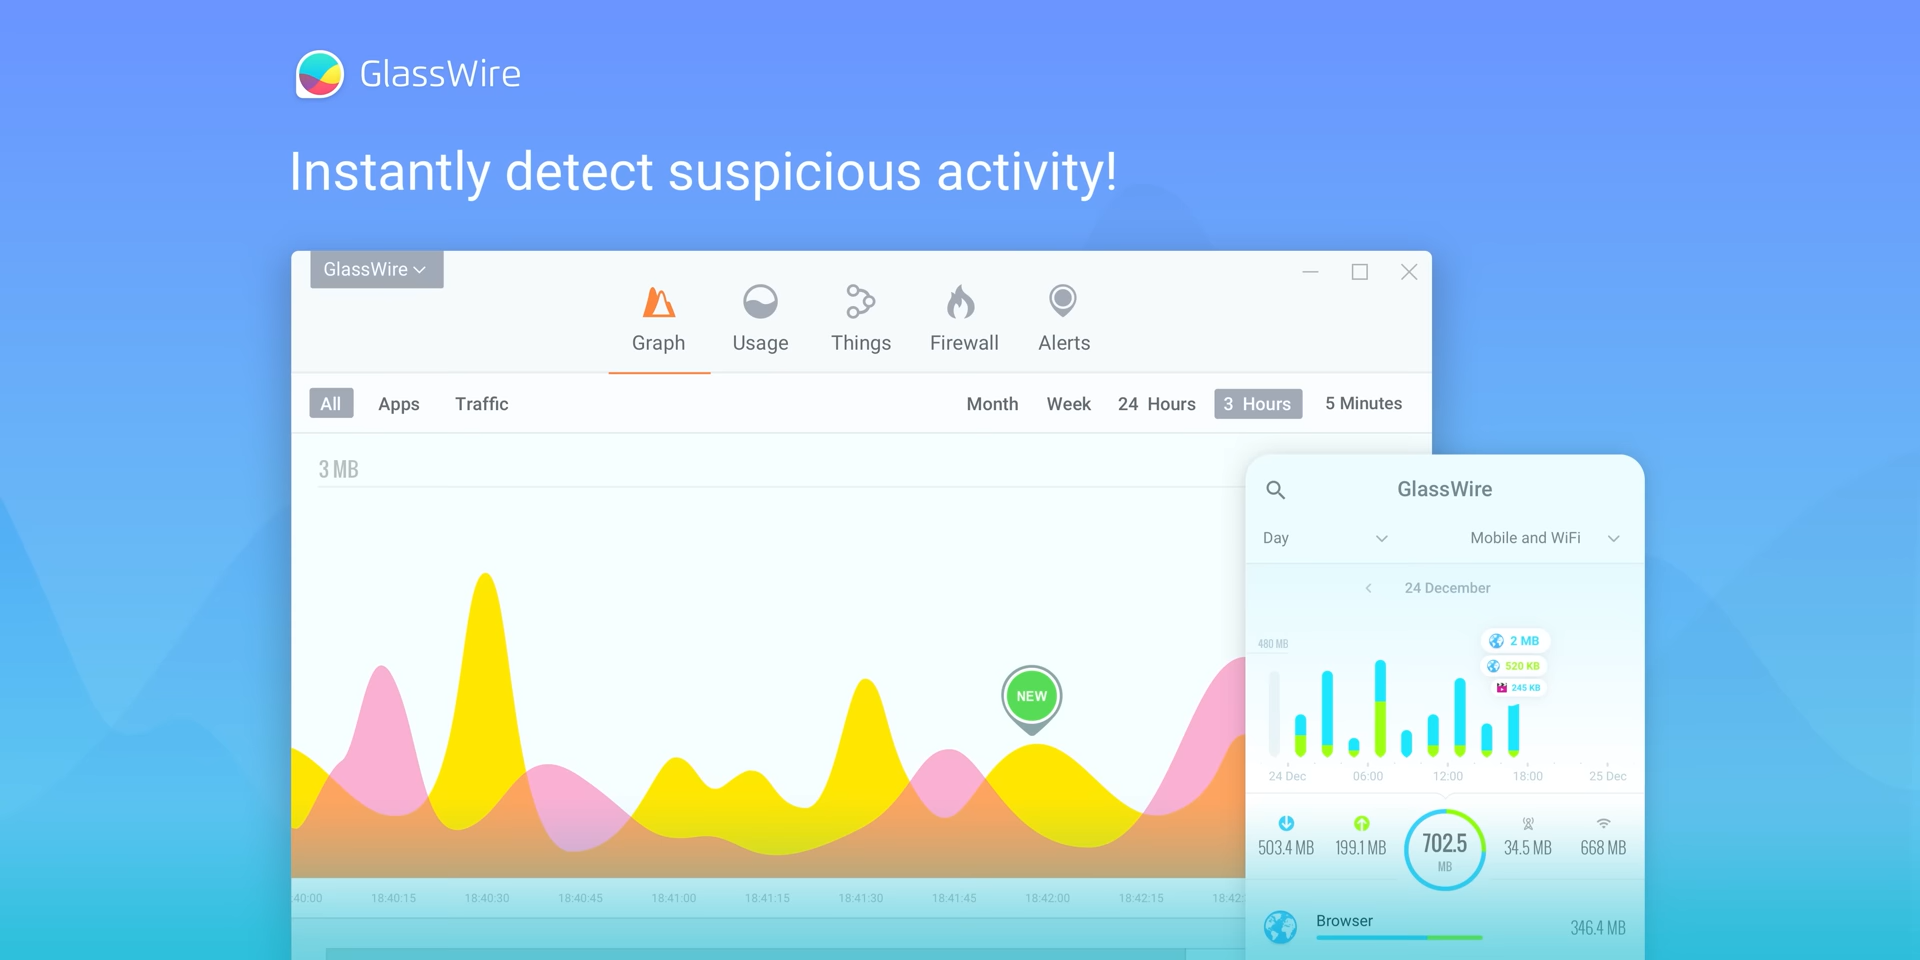 GlassWire
Instantly detect suspicious activity!
GlassWire
Graph Usage Things Firewall Alerts
All Apps Traffic Month Week 24 Hours 3 Hours 5 Minutes
3 MB
NEW
:40:00 18:40:15 18:40:30 18:40:45 18:41:00 18:41:15 18:41:30 18:41:45 18:42:00 18:42:15 18:42:
GlassWire
Day Mobile and WiFi
24 December
480 MB
2 MB
520 KB
245 KB
24 Dec 06:00 12:00 18:00 25 Dec
503.4 MB 199.1 MB 702.5 MB 34.5 MB 668 MB
Browser 346.4 MB